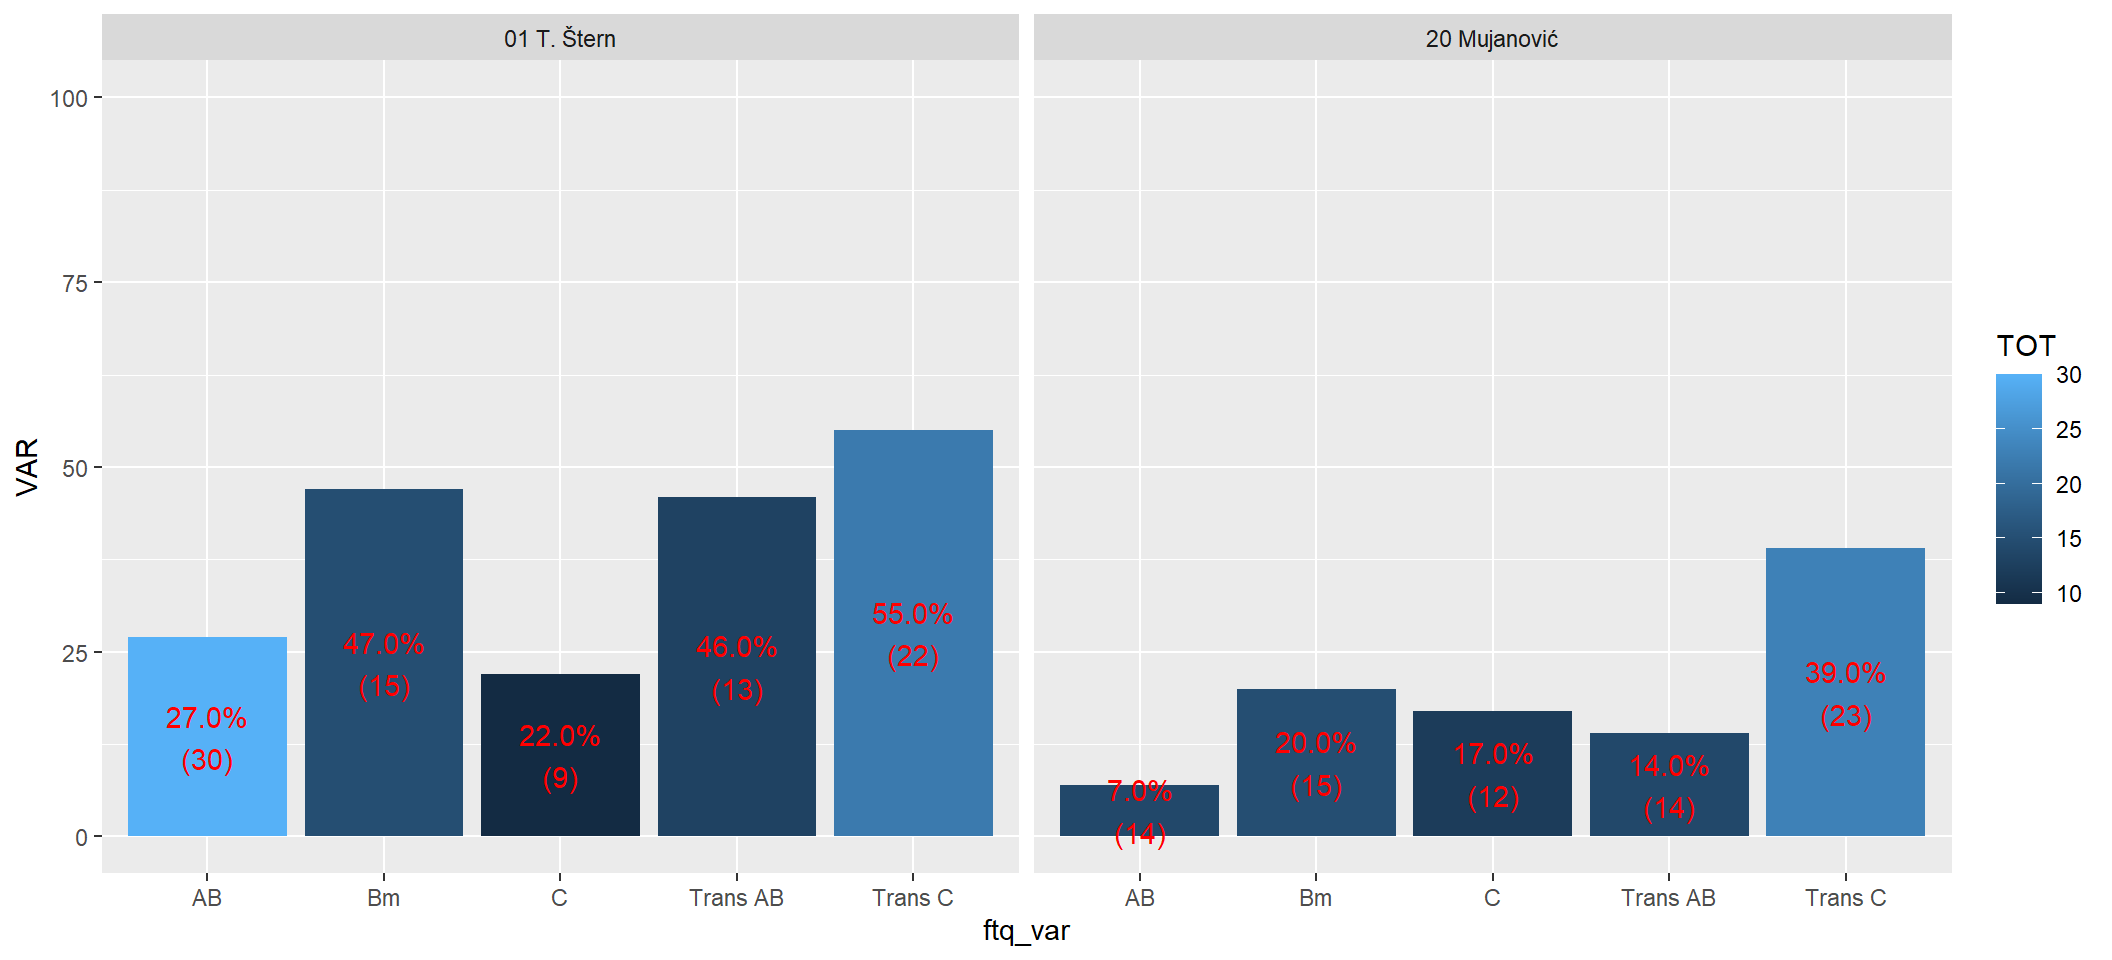 01 T. Štern
20 Mujanović
VAR
100
75
50
25
0
27.0%
(30)
47.0%
(15)
22.0%
(9)
46.0%
(13)
55.0%
(22)
7.0%
(14)
20.0%
(15)
17.0%
(12)
14.0%
(14)
39.0%
(23)
AB
Bm
C
Trans AB
Trans C
AB
Bm
C
Trans AB
Trans C
ftq_var
TOT
30
25
20
15
10